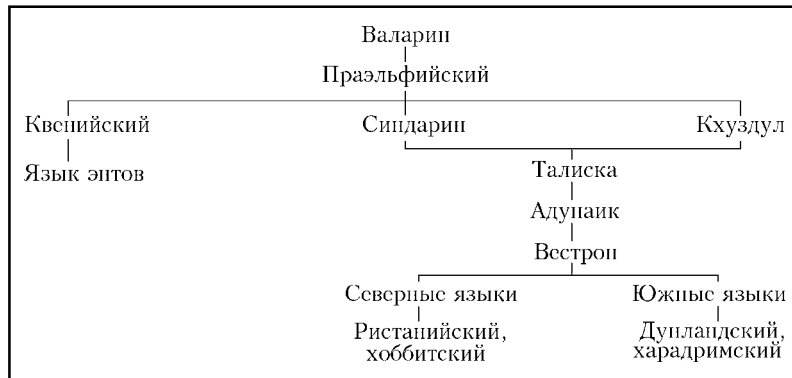 Валарин
Праэльфийский
Квенийский Синдарин Кхуздул
Язык энтов Талиска
Адунаик
Вестрон
Северные языки Южные языки
Ристанийский, Дунландский,
хоббитский харадримский